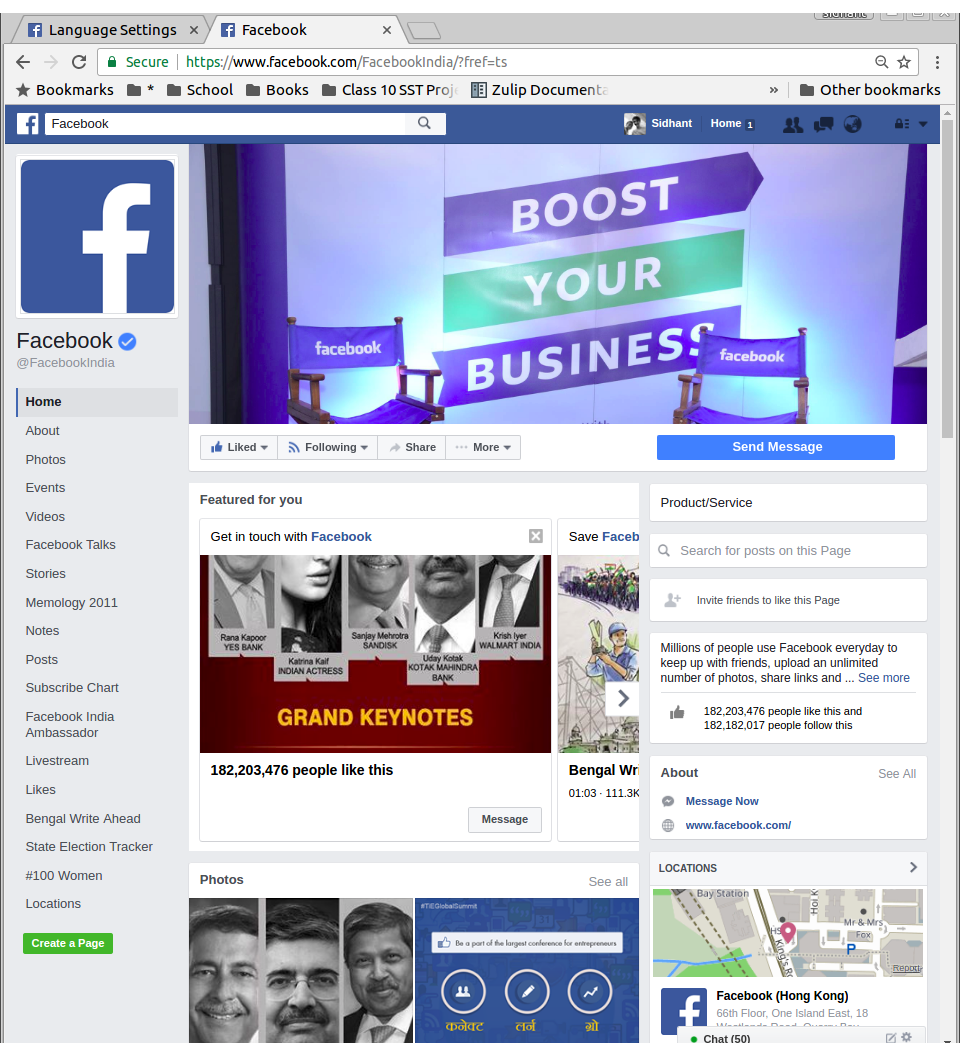 Sidhant
Language Settings
Facebook
Secure
https://www.facebook.com/FacebookIndia/?fref=ts
Bookmarks
*
School
Books
Class 10 SST Proj
Zulip Documenta
»
Other bookmarks
Facebook
Sidhant
Home 1
BOOST
YOUR
BUSINESS
facebook
facebook
with
Facebook
@FacebookIndia
Home
About
Photos
Events
Videos
Facebook Talks
Stories
Memology 2011
Notes
Posts
Subscribe Chart
Facebook India
Ambassador
Livestream
Likes
Bengal Write Ahead
State Election Tracker
#100 Women
Locations
Create a Page
Liked
Following
Share
More
Send Message
Featured for you
Get in touch with Facebook
Rana Kapoor
YES BANK
Katrina Kaif
INDIAN ACTRESS
Sanjay Mehrotra
SANDISK
Uday Kotak
KOTAK MAHINDRA
BANK
Krish Iyer
WALMART INDIA
GRAND KEYNOTES
182,203,476 people like this
Message
Save Faceb
Bengal Wri
01:03 · 111.3K
Photos
See all
#TiEGlobalSummit
Be a part of the largest conference for entrepreneurs
कनेक्ट
लर्न
ग्रो
Product/Service
Search for posts on this Page
Invite friends to like this Page
Millions of people use Facebook everyday to
keep up with friends, upload an unlimited
number of photos, share links and ... See more
182,203,476 people like this and
182,182,017 people follow this
About
See All
Message Now
www.facebook.com/
LOCATIONS
Bay Station
Hoi K
Mr & Mrs
Fox
HS
King's R
P
Report
Facebook (Hong Kong)
66th Floor, One Island East, 18
Westlands Road, Quarry Bay
Chat (50)